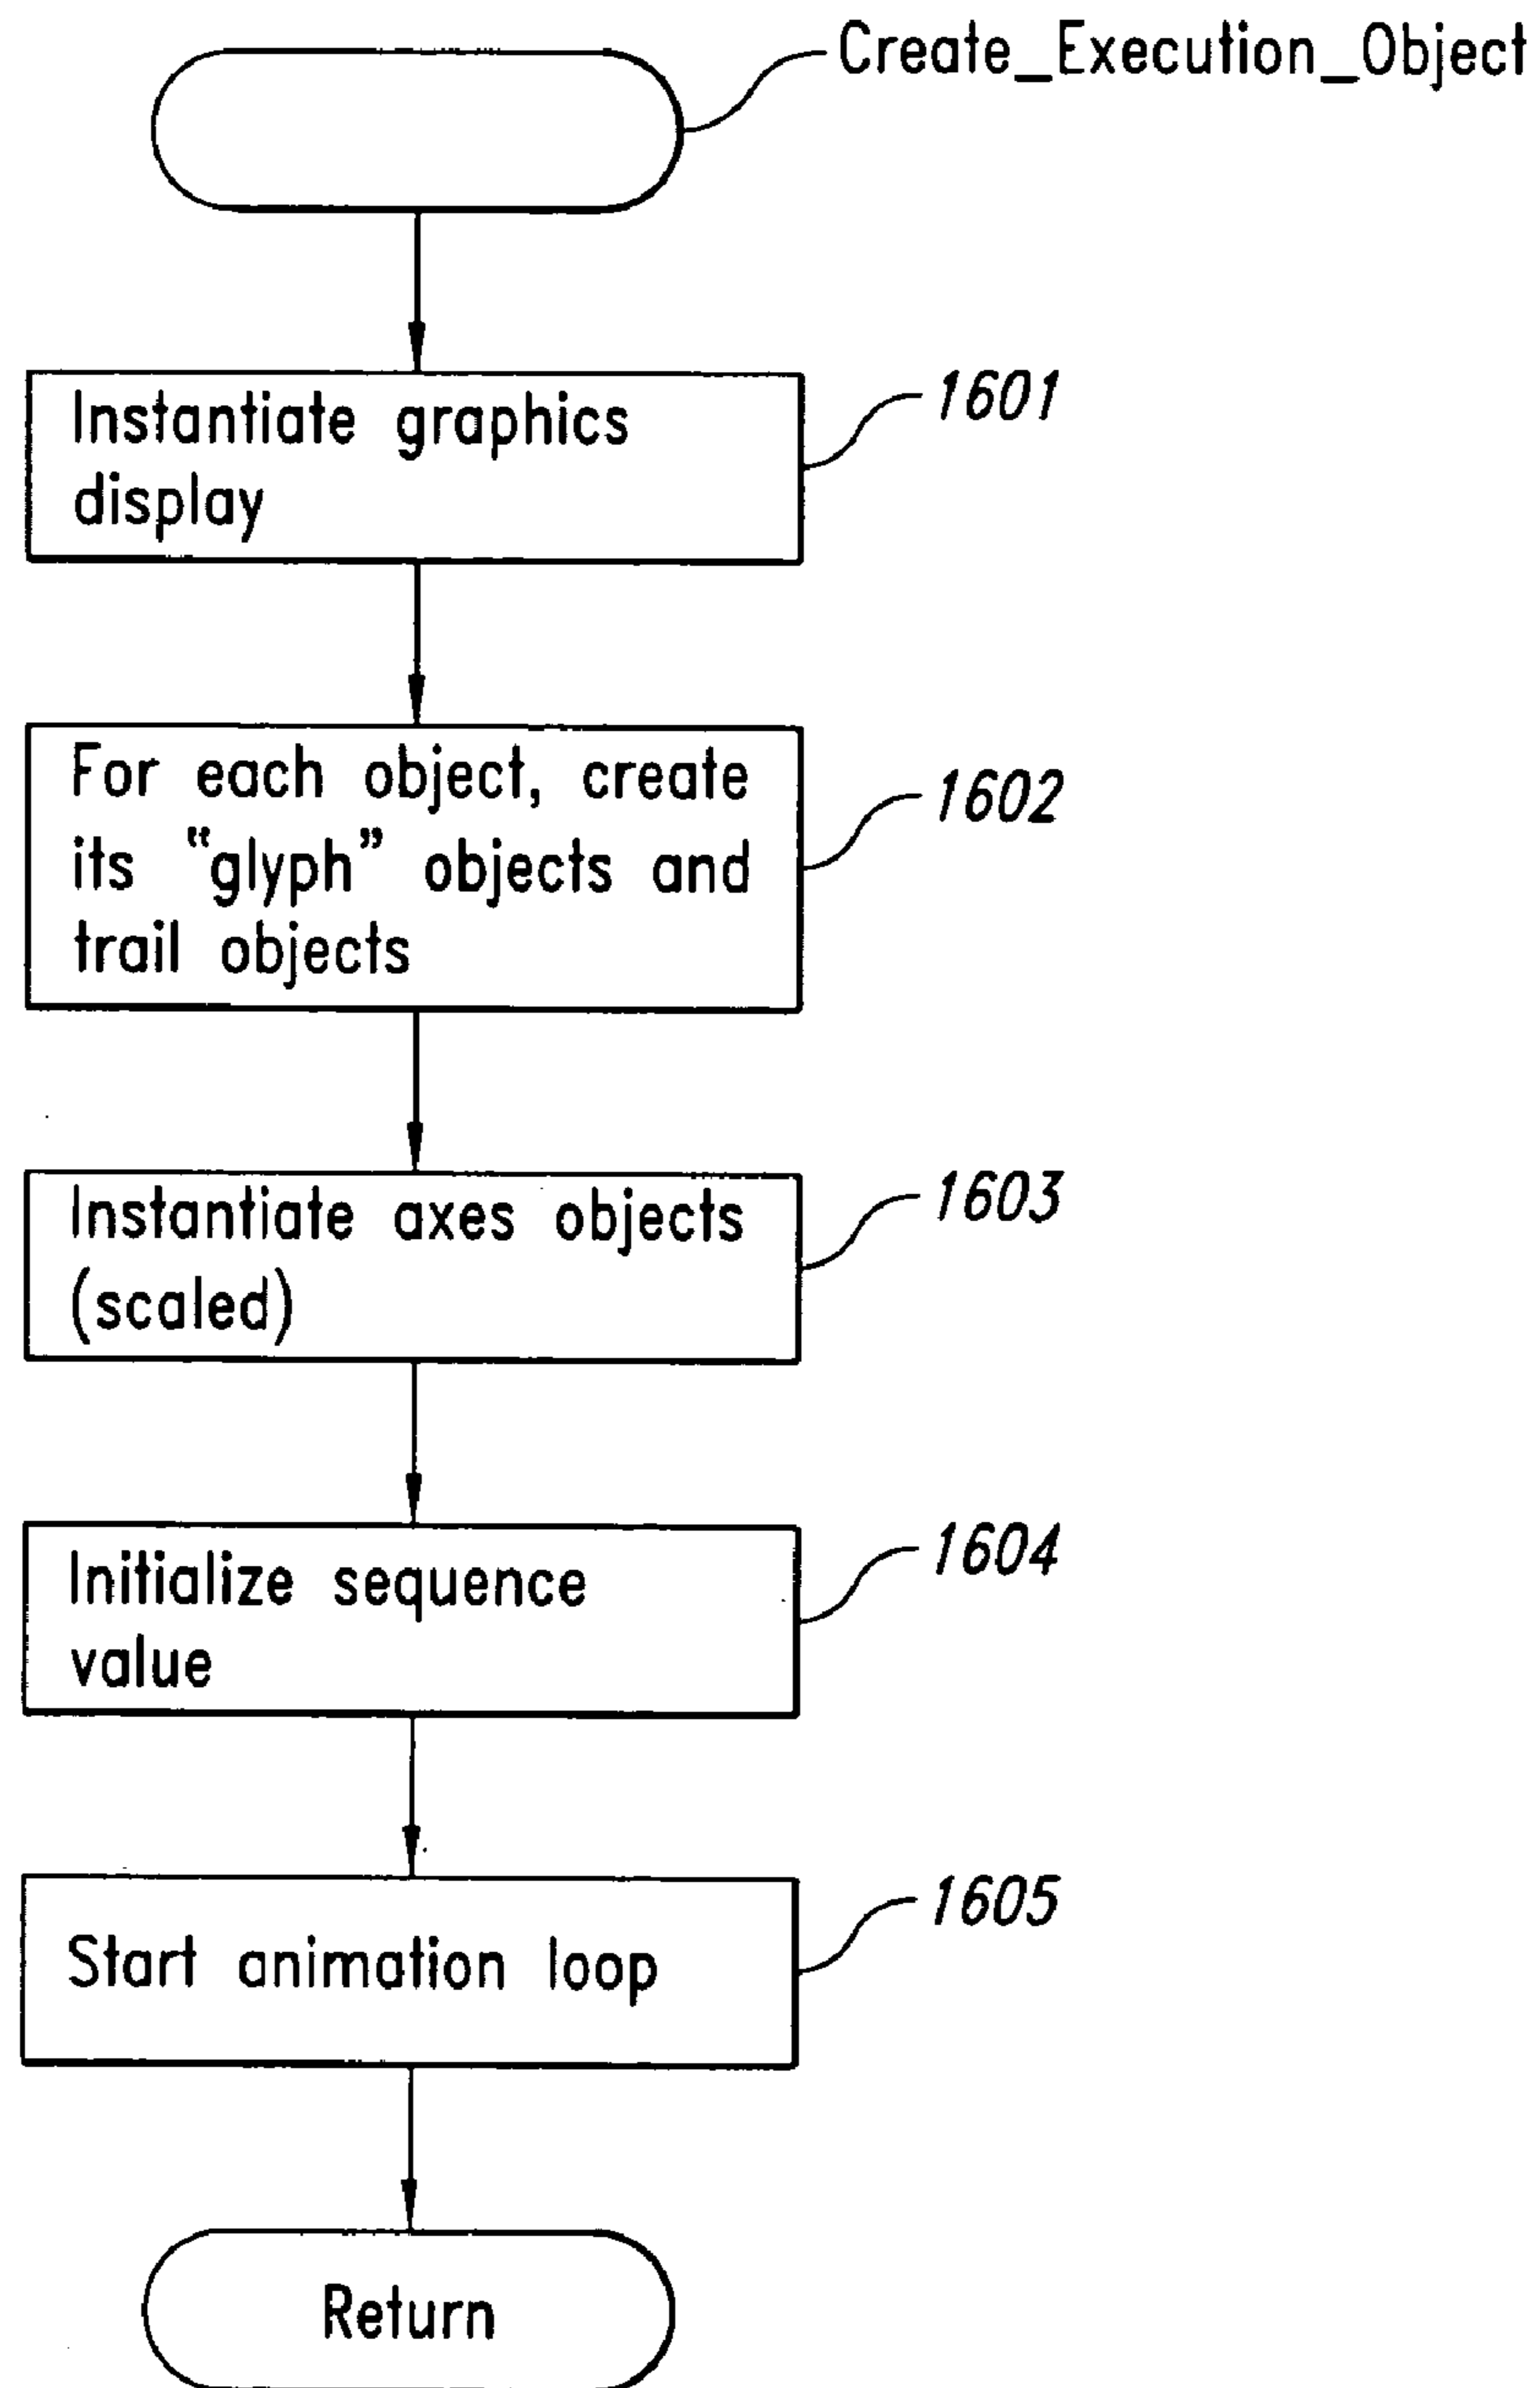 Create_Execution_Object
Instantiate graphics
display
1601
For each object, create
its “glyph” objects and
trail objects
1602
Instantiate axes objects
(scaled)
1603
Initialize sequence
value
1604
Start animation loop
1605
Return